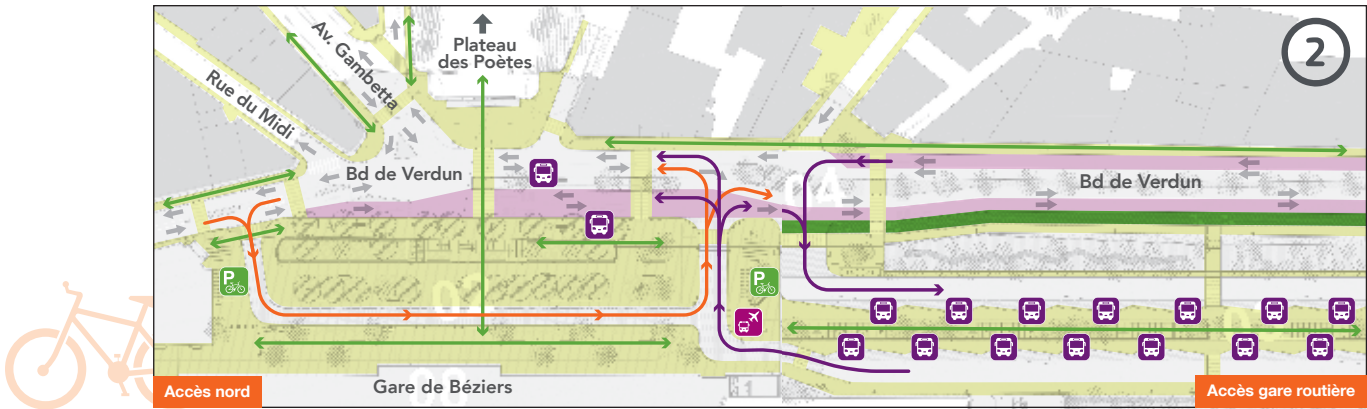 2
Plateau
des Poètes
Av. Gambetta
Rue du Midi
Bd de Verdun
Bd de Verdun
04
P
P
Accès nord
Gare de Béziers
Accès gare routière